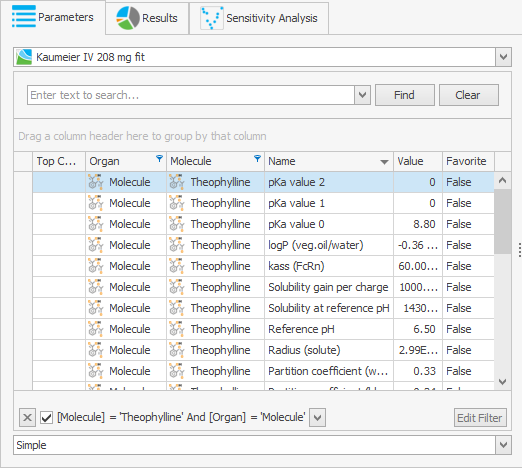 Parameters Results Sensitivity Analysis
Kaumeier IV 208 mg fit
Enter text to search... Find Clear
Drag a column header here to group by that column
Top C... Organ Molecule Name Value Favorite
Molecule Theophylline pKa value 2 0 False
Molecule Theophylline pKa value 1 0 False
Molecule Theophylline pKa value 0 8.80 False
Molecule Theophylline logP (veg.oil/water) -0.36 ... False
Molecule Theophylline kass (FcRn) 60.00... False
Molecule Theophylline Solubility gain per charge 1000.... False
Molecule Theophylline Solubility at reference pH 1430... False
Molecule Theophylline Reference pH 6.50 False
Molecule Theophylline Radius (solute) 2.99E... False
Molecule Theophylline Partition coefficient (w... 0.33 False
Molecule Theophylline
[Molecule] = 'Theophylline' And [Organ] = 'Molecule' Edit Filter
Simple